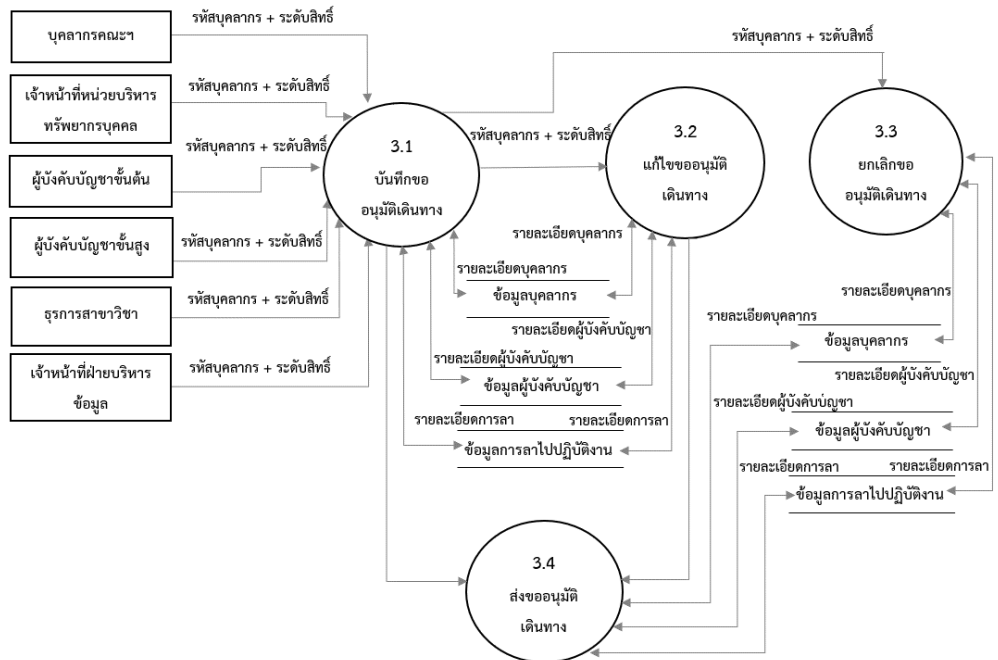 บุคลากรคณะฯ
รหัสบุคลากร + ระดับสิทธิ์
เจ้าหน้าที่หน่วยบริหาร
ทรัพยากรบุคคล
รหัสบุคลากร + ระดับสิทธิ์
ผู้บังคับบัญชาขั้นต้น
รหัสบุคลากร + ระดับสิทธิ์
ผู้บังคับบัญชาขั้นสูง
รหัสบุคลากร + ระดับสิทธิ์
ธุรการสาขาวิชา
รหัสบุคลากร + ระดับสิทธิ์
เจ้าหน้าที่ฝ่ายบริหาร
ข้อมูล
รหัสบุคลากร + ระดับสิทธิ์
3.1
บันทึกขอ
อนุมัติเดินทาง
รหัสบุคลากร + ระดับสิทธิ์
รหัสบุคลากร + ระดับสิทธิ์
3.2
แก้ไขขออนุมัติ
เดินทาง
3.3
ยกเลิกขอ
อนุมัติเดินทาง
รายละเอียดบุคลากร
รายละเอียดบุคลากร
ข้อมูลบุคลากร
รายละเอียดผู้บังคับบัญชา
รายละเอียดผู้บังคับบัญชา
ข้อมูลผู้บังคับบัญชา
รายละเอียดการลา
รายละเอียดการลา
ข้อมูลการลาไปปฏิบัติงาน
รายละเอียดบุคลากร
รายละเอียดบุคลากร
ข้อมูลบุคลากร
รายละเอียดผู้บังคับบัญชา
รายละเอียดผู้บังคับบัญชา
ข้อมูลผู้บังคับบัญชา
รายละเอียดการลา
รายละเอียดการลา
ข้อมูลการลาไปปฏิบัติงาน
3.4
ส่งขออนุมัติ
เดินทาง